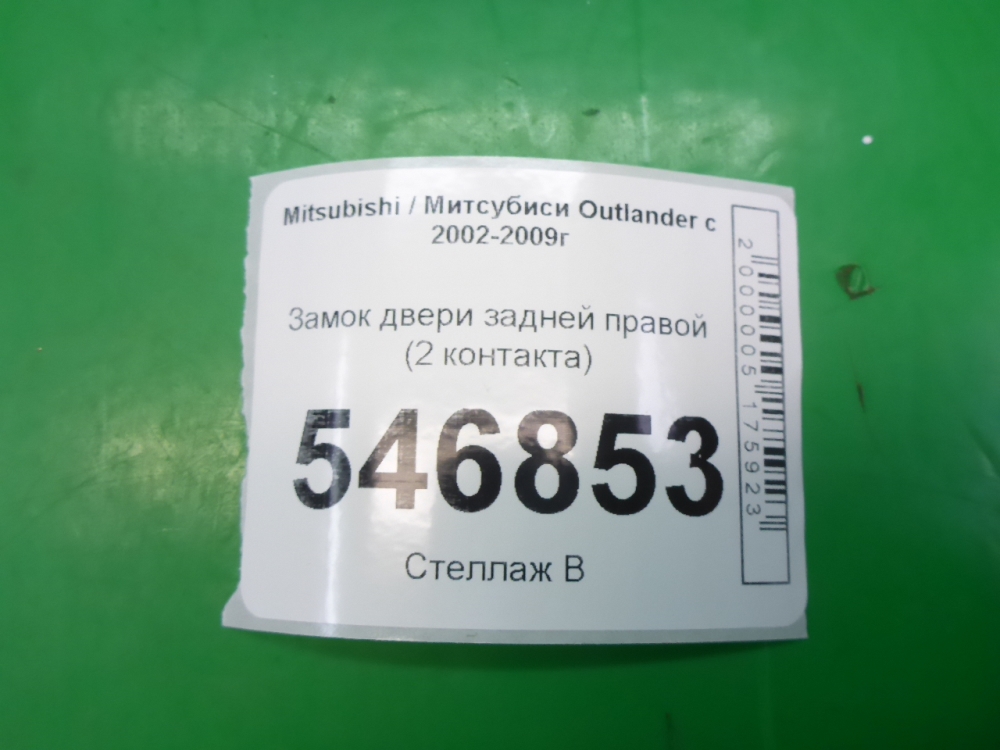 Mitsubishi / Митсубиси Outlander с
2002-2009г
Замок двери задней правой
(2 контакта)
546853
Стеллаж В
2000005175923